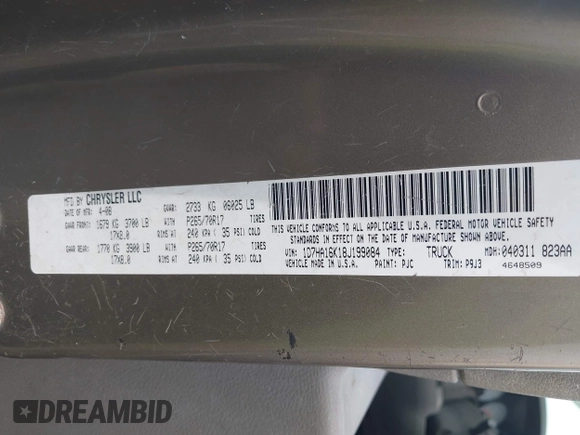 MFD BY CHRYSLER LLC
DATE OF MFR: 4-08 GVWR: 2733 KG 06025 LB
GAWR FRONT: 1679 KG 3700 LB WITH P265/70R17 TIRES
17X8.0 RIMS AT 240 KPA ( 35 PSI) COLD
GAWR REAR: 1770 KG 3900 LB WITH P265/70R17 TIRES
17X8.0 RIMS AT 240 KPA ( 35 PSI) COLD
THIS VEHICLE CONFORMS TO ALL APPLICABLE U.S.A. FEDERAL MOTOR VEHICLE SAFETY
STANDARDS IN EFFECT ON THE DATE OF MANUFACTURE SHOWN ABOVE.
VIN: 1D7HA16K18J199084 TYPE: TRUCK MDH: 040311 823AA
VEHICLE MADE IN U.S.A. PAINT: PJC TRIM: P9J3 4648509
DREAMBID